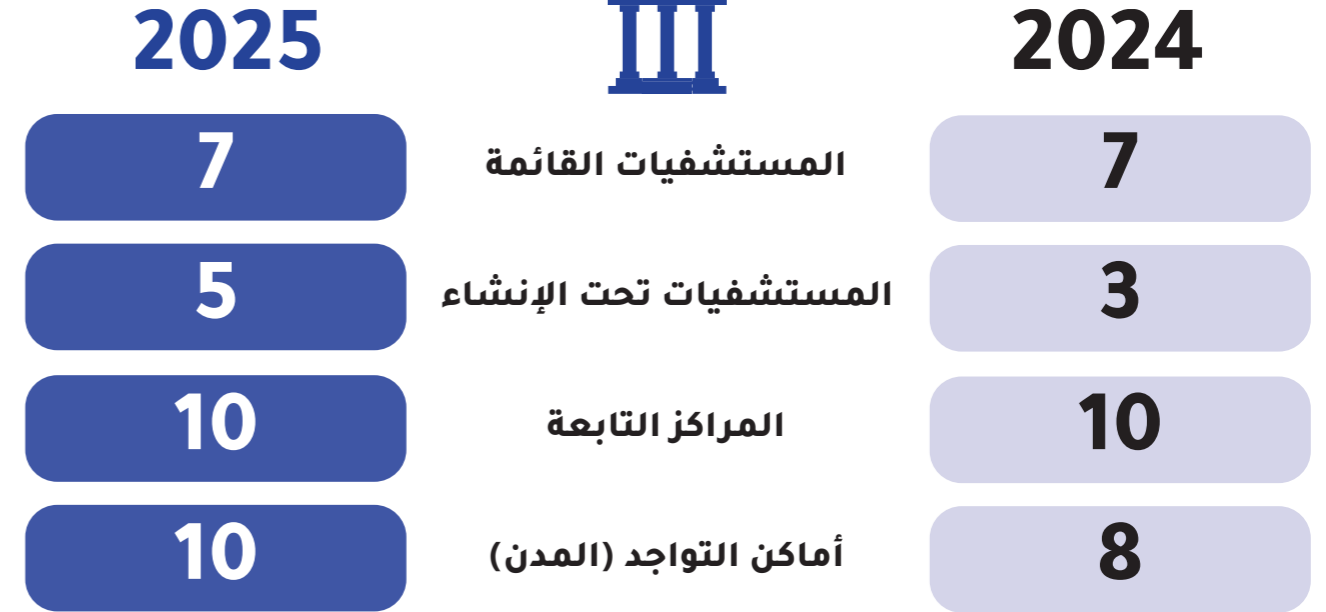 2024 2025
7 المستشفيات القائمة 7
3 المستشفيات تحت الإنشاء 5
10 المراكز التابعة 10
8 أماكن التواجد (المدن) 10